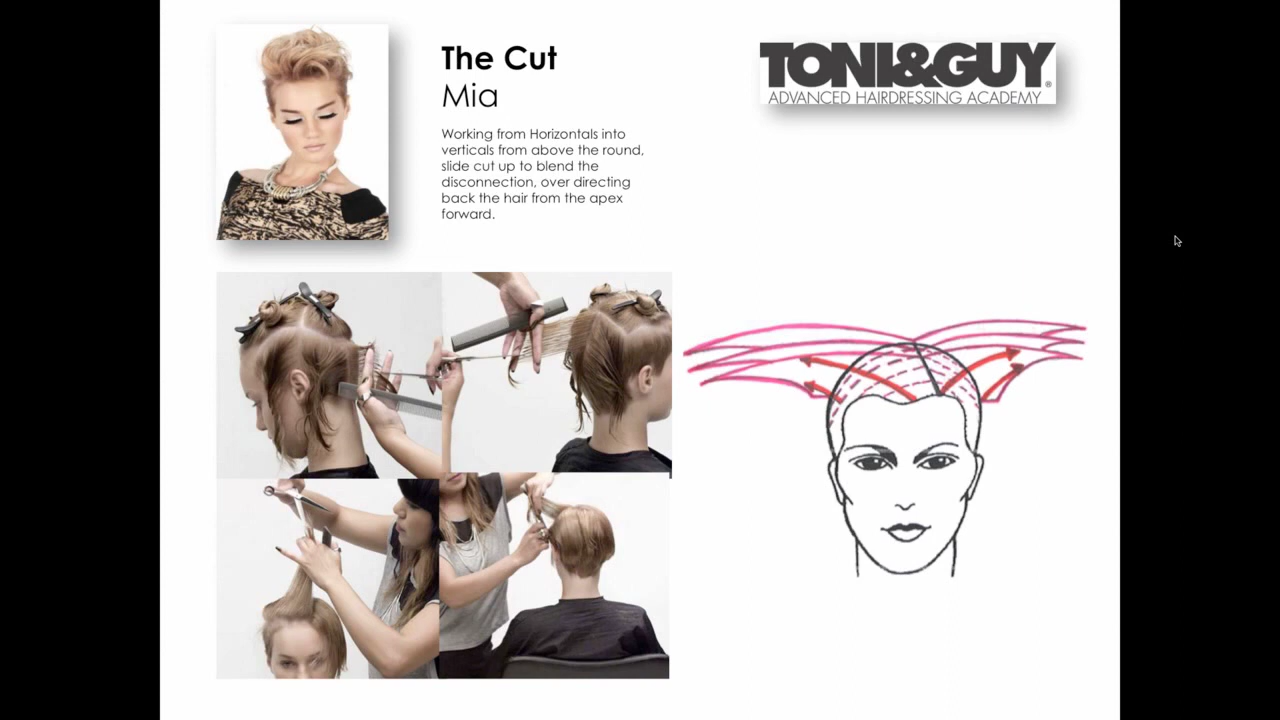 The Cut
Mia
Working from Horizontals into
verticals from above the round,
slide cut up to blend the
disconnection, over directing
back the hair from the apex
forward.
TONI&GUY®
ADVANCED HAIRDRESSING ACADEMY